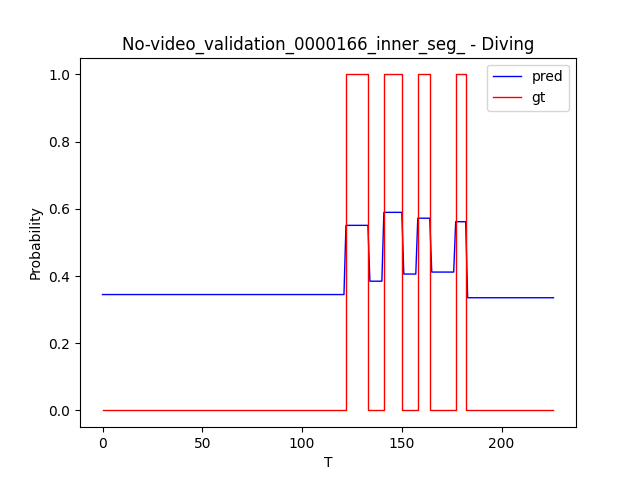 No-video_validation_0000166_inner_seg_ - Diving
pred
gt
1.0
0.8
0.6
0.4
0.2
0.0
Probability
0 50 100 150 200
T